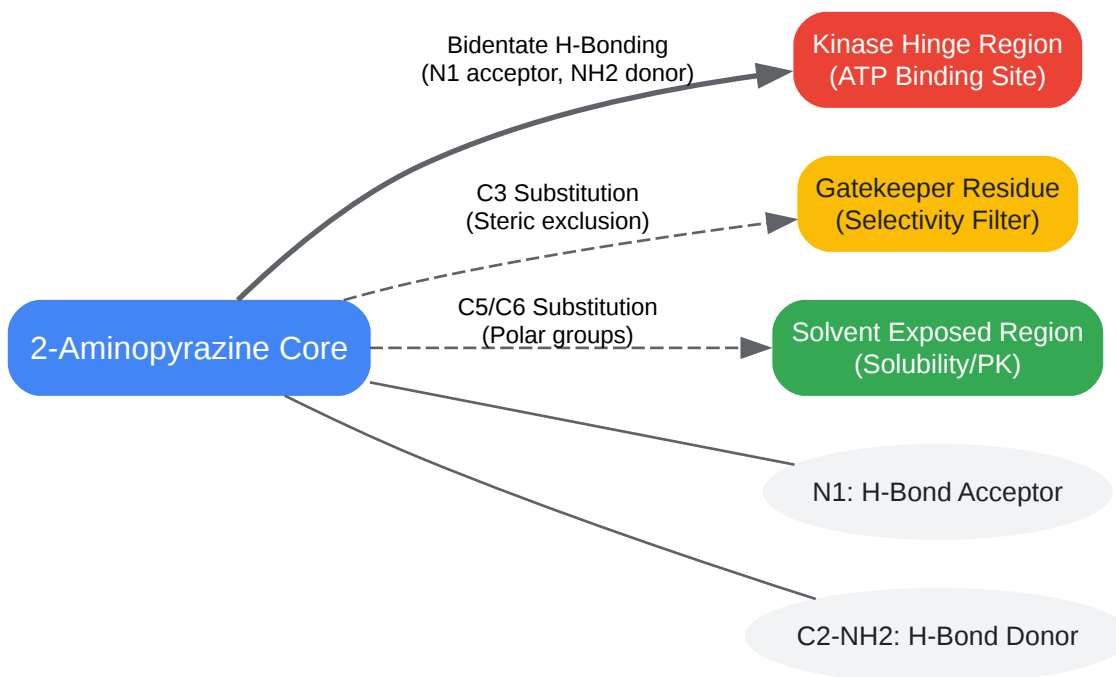 Bidentate H-Bonding
(N1 acceptor, NH2 donor)
Kinase Hinge Region
(ATP Binding Site)
C3 Substitution
(Steric exclusion)
Gatekeeper Residue
(Selectivity Filter)
2-Aminopyrazine Core
C5/C6 Substitution
(Polar groups)
Solvent Exposed Region
(Solubility/PK)
N1: H-Bond Acceptor
C2-NH2: H-Bond Donor